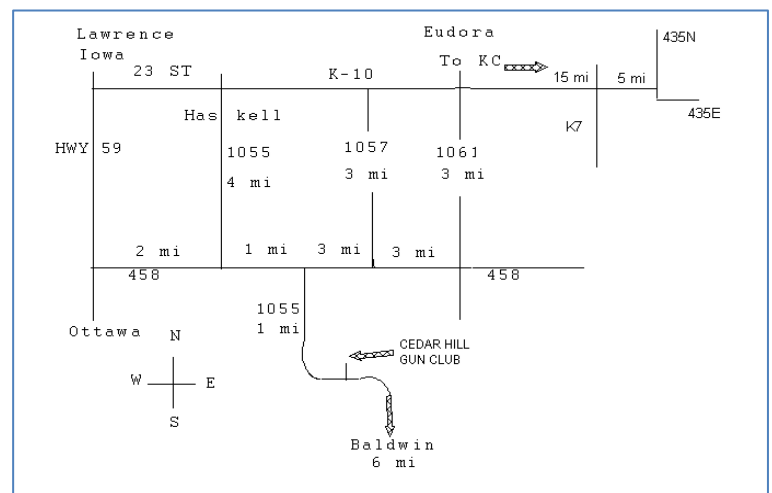 Lawrence
Iowa
23 ST
K-10
Eudora
To KC
15 mi
5 mi
435N
435E
K7
Has kell
HWY 59
1055
4 mi
1057
3 mi
1061
3 mi
2 mi
1 mi
3 mi
3 mi
458
458
1055
1 mi
Ottawa
N
W
E
S
CEDAR HILL
GUN CLUB
Baldwin
6 mi